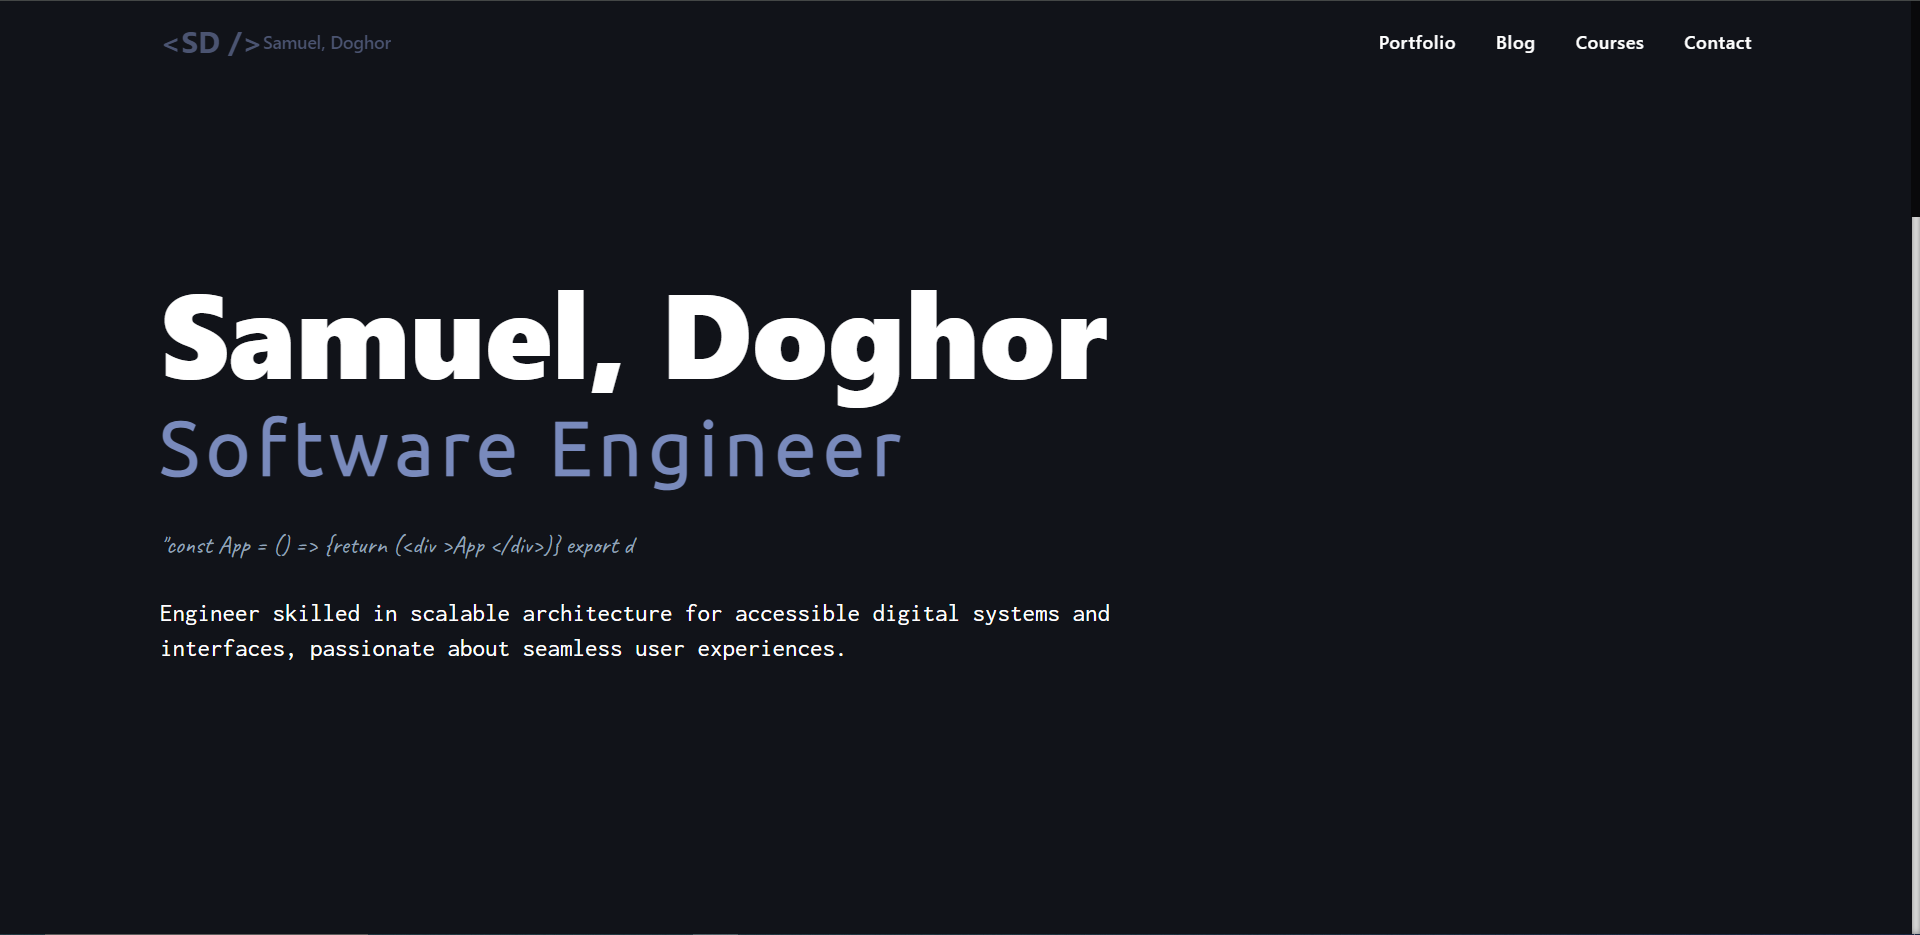 <SD />Samuel, Doghor
Portfolio Blog Courses Contact
Samuel, Doghor
Software Engineer
"const App = () => {return (<div >App </div>)} export d
Engineer skilled in scalable architecture for accessible digital systems and
interfaces, passionate about seamless user experiences.